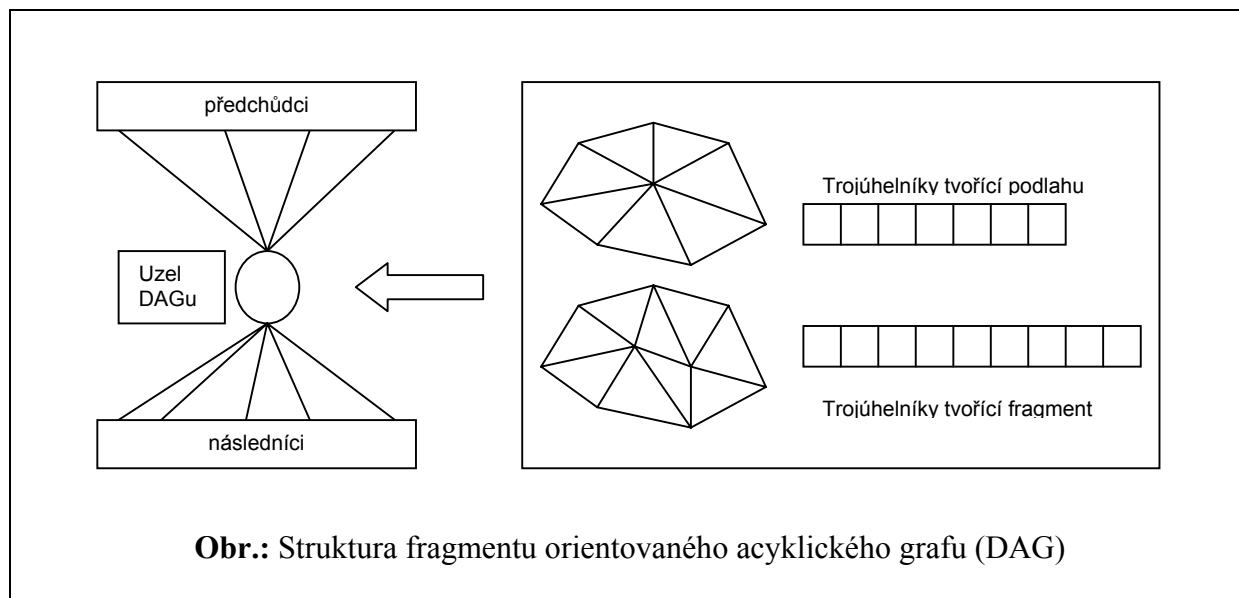 předchůdci
Trojúhelníky tvořící podlahu
Uzel
DAGu
Trojúhelníky tvořící fragment
následníci
Obr.: Struktura fragmentu orientovaného acyklického grafu (DAG)